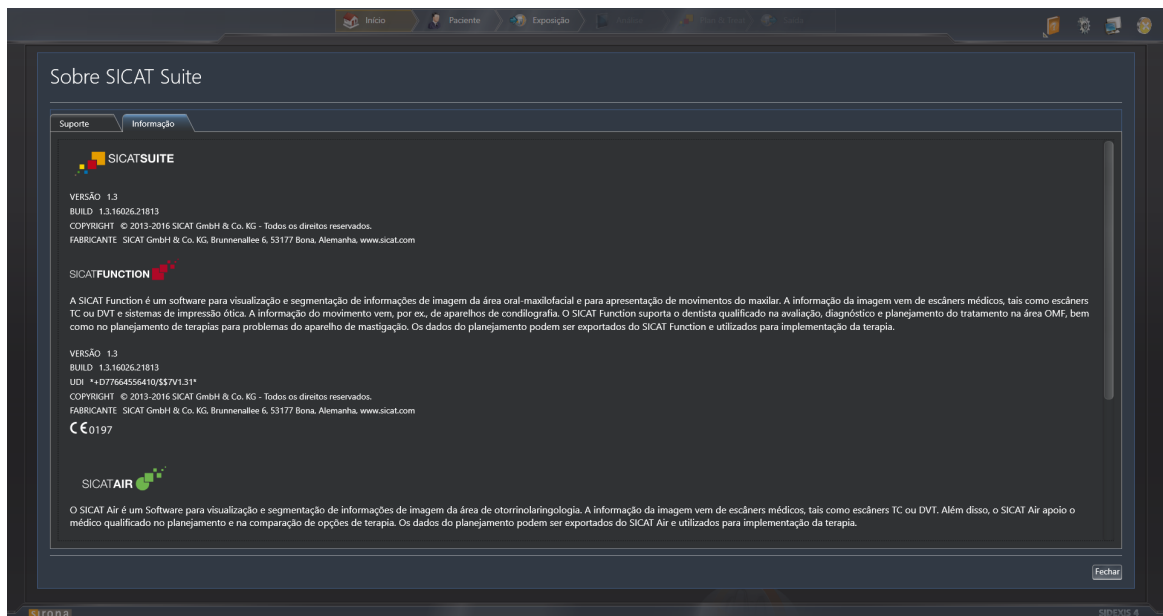 Início
Paciente
Exposição
Sobre SICAT Suite
Suporte
Informação
SICATSUITE
VERSÃO 1.3
BUILD 1.3.16026.21813
COPYRIGHT © 2013-2016 SICAT GmbH & Co. KG - Todos os direitos reservados.
FABRICANTE SICAT GmbH & Co. KG, Brunnenallee 6, 53177 Bona, Alemanha, www.sicat.com
SICATFUNCTION
A SICAT Function é um software para visualização e segmentação de informações de imagem da área oral-maxilofacial e para apresentação de movimentos do maxilar. A informação da imagem vem de escâners médicos, tais como escâners
TC ou DVT e sistemas de impressão ótica. A informação do movimento vem, por ex., de aparelhos de condilografia. O SICAT Function suporta o dentista qualificado na avaliação, diagnóstico e planejamento do tratamento na área OMF, bem
como no planejamento de terapias para problemas do aparelho de mastigação. Os dados do planejamento podem ser exportados do SICAT Function e utilizados para implementação da terapia.
VERSÃO 1.3
BUILD 1.3.16026.21813
UDI *+D77664556410/$$7V1.31*
COPYRIGHT © 2013-2016 SICAT GmbH & Co. KG - Todos os direitos reservados.
FABRICANTE SICAT GmbH & Co. KG, Brunnenallee 6, 53177 Bona, Alemanha, www.sicat.com
CE0197
SICATAIR
O SICAT Air é um Software para visualização e segmentação de informações de imagem da área de otorrinolaringologia. A informação da imagem vem de escâners médicos, tais como escâners TC ou DVT. Além disso, o SICAT Air apoio o
médico qualificado no planejamento e na comparação de opções de terapia. Os dados do planejamento podem ser exportados do SICAT Air e utilizados para implementação da terapia.
Fechar
sirona
SIDEXIS 4